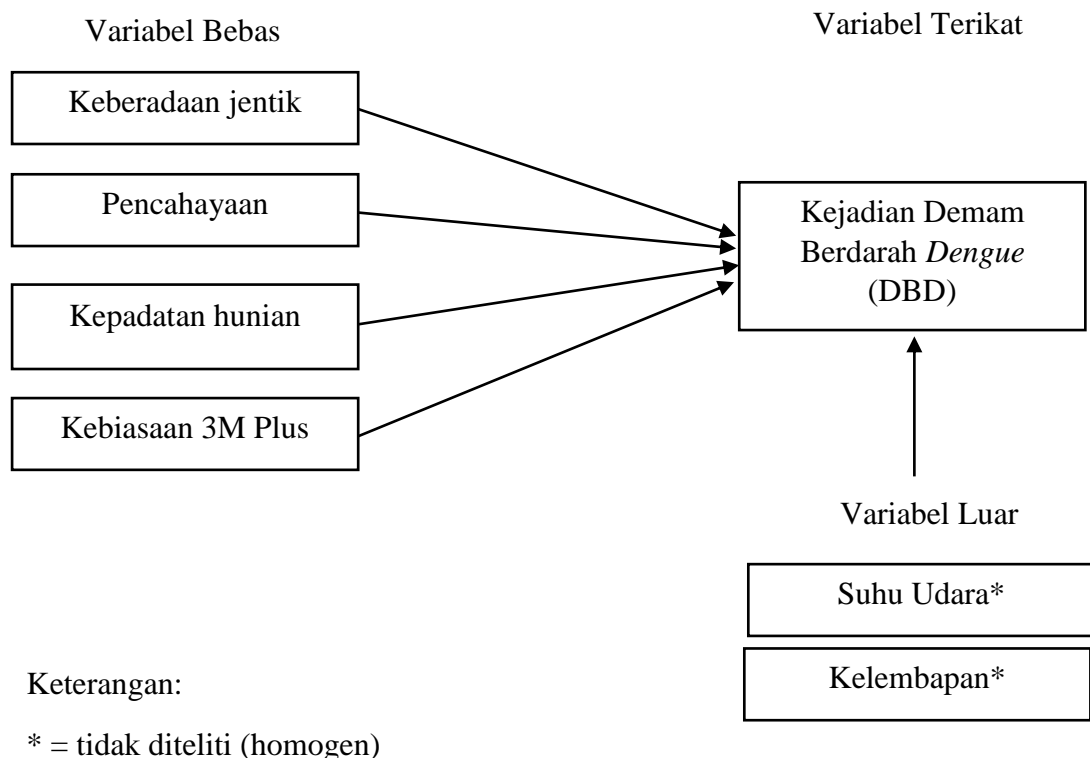 Variabel Bebas
Variabel Terikat
Keberadaan jentik
Pencahayaan
Kepadatan hunian
Kebiasaan 3M Plus
Kejadian Demam
Berdarah Dengue
(DBD)
Variabel Luar
Suhu Udara*
Kelembapan*
Keterangan:
* = tidak diteliti (homogen)